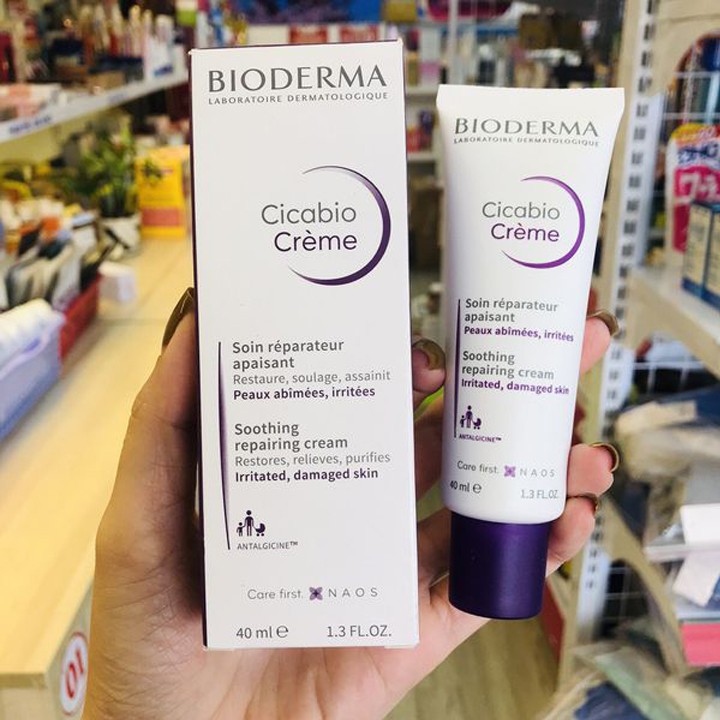 BIODERMA
LABORATOIRE DERMATOLOGIQUE
Cicabio
Crème
Soin réparateur
apaisant
Restaure, soulage, assainit
Peaux abîmées, irritées
Soothing
repairing cream
Restores, relieves, purifies
Irritated, damaged skin
ANTALGICINE™
Care first. NAOS
40 ml e 1.3 FL.OZ.
BIODERMA
LABORATOIRE DERMATOLOGIQUE
Cicabio
Crème
Soin réparateur
apaisant
Peaux abîmées, irritées
Soothing
repairing cream
Irritated, damaged skin
ANTALGICINE™
Care first. NAOS
40 ml e 1.3 FL.OZ.